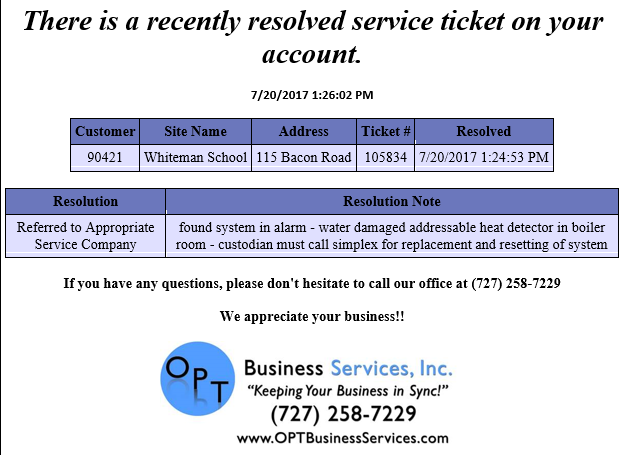 There is a recently resolved service ticket on your
account.
7/20/2017 1:26:02 PM
Customer Site Name Address Ticket # Resolved
90421 Whiteman School 115 Bacon Road 105834 7/20/2017 1:24:53 PM
Resolution Resolution Note
Referred to Appropriate found system in alarm - water damaged addressable heat detector in boiler
Service Company room - custodian must call simplex for replacement and resetting of system
If you have any questions, please don't hesitate to call our office at (727) 258-7229
We appreciate your business!!
OPT Business Services, Inc.
"Keeping Your Business in Sync!"
(727) 258-7229
www.OPTBusinessServices.com